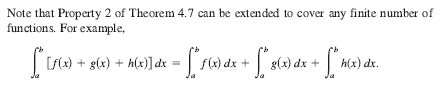 Note that Property 2 of Theorem 4.7 can be extended to cover any finite number of
functions. For example,
∫_a^b [f(x) + g(x) + h(x)] dx = ∫_a^b f(x) dx + ∫_a^b g(x) dx + ∫_a^b h(x) dx.